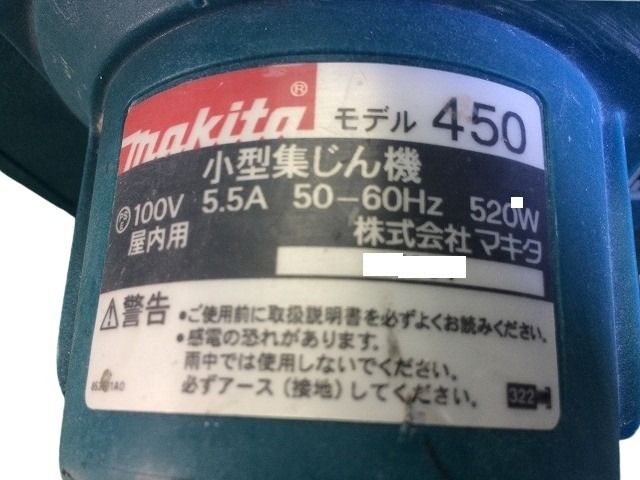 makita® モデル 450
小型集じん機
PSE 100V 5.5A 50-60Hz 520W
屋内用 株式会社 マキタ
警告 •ご使用前に取扱説明書を必ずよくお読みください。
•感電の恐れがあります。
雨中では使用しないでください。
必ずアース（接地）してください。
322